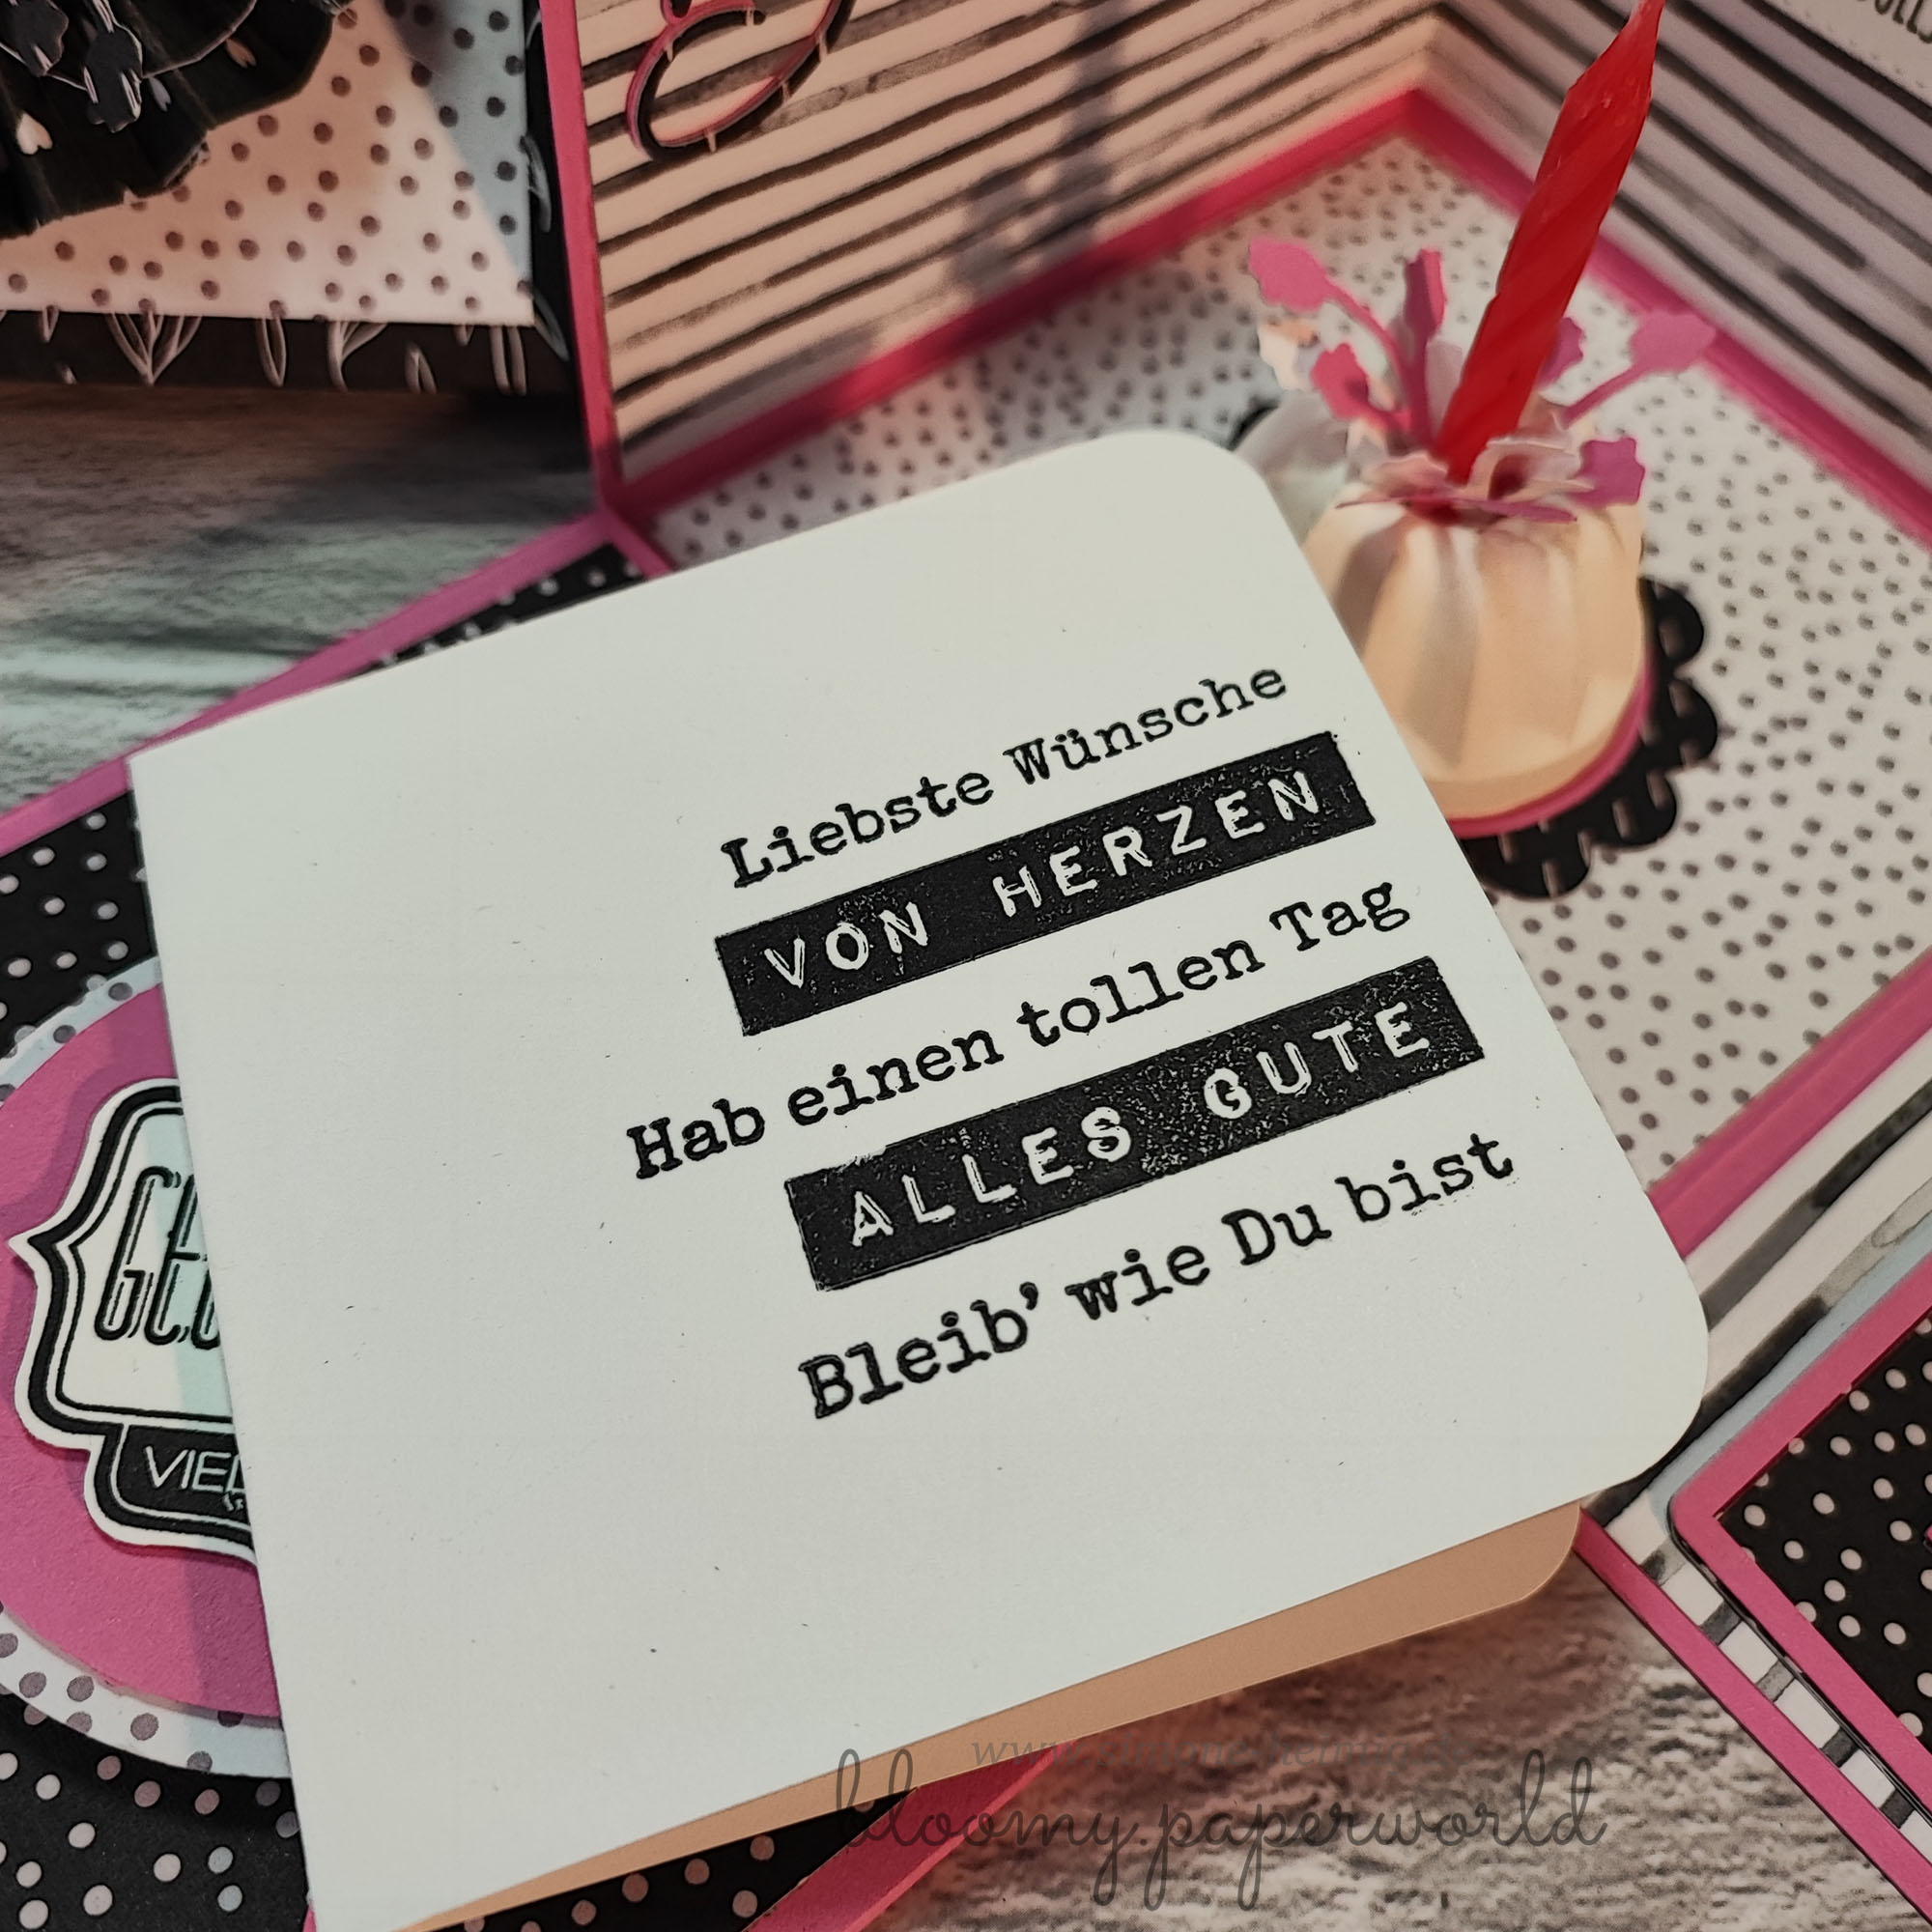 Liebste Wünsche
VON HERZEN
Hab einen tollen Tag
ALLES GUTE
Bleib' wie Du bist
bloomy.paperworld